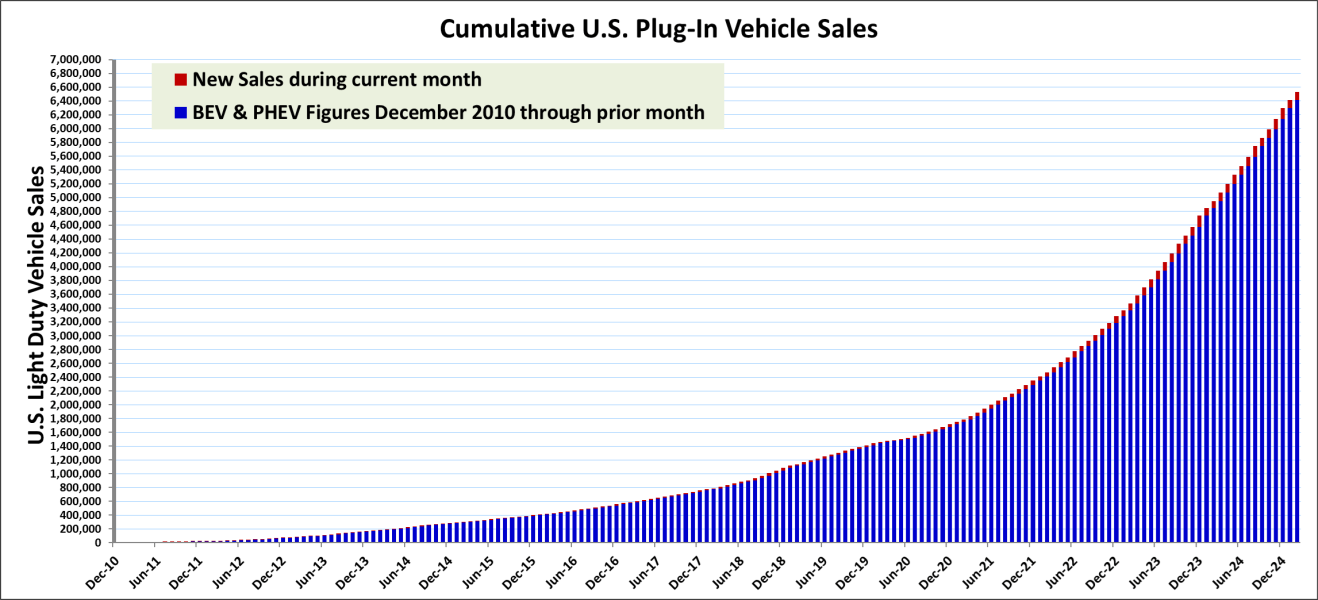 Cumulative U.S. Plug-In Vehicle Sales
New Sales during current month
BEV & PHEV Figures December 2010 through prior month
U.S. Light Duty Vehicle Sales
7,000,000
6,800,000
6,600,000
6,400,000
6,200,000
6,000,000
5,800,000
5,600,000
5,400,000
5,200,000
5,000,000
4,800,000
4,600,000
4,400,000
4,200,000
4,000,000
3,800,000
3,600,000
3,400,000
3,200,000
3,000,000
2,800,000
2,600,000
2,400,000
2,200,000
2,000,000
1,800,000
1,600,000
1,400,000
1,200,000
1,000,000
800,000
600,000
400,000
200,000
0
Dec-10
Jun-11
Dec-11
Jun-12
Dec-12
Jun-13
Dec-13
Jun-14
Dec-14
Jun-15
Dec-15
Jun-16
Dec-16
Jun-17
Dec-17
Jun-18
Dec-18
Jun-19
Dec-19
Jun-20
Dec-20
Jun-21
Dec-21
Jun-22
Dec-22
Jun-23
Dec-23
Jun-24
Dec-24